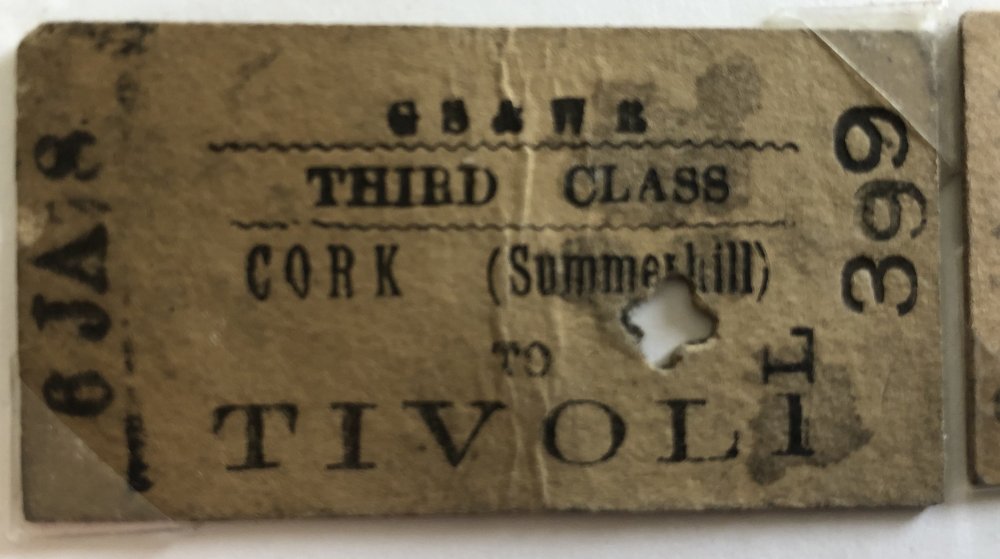 GS&WR
THIRD CLASS
CORK (Summerhill)
TO
TIVOLI
L
399
6 JA 8